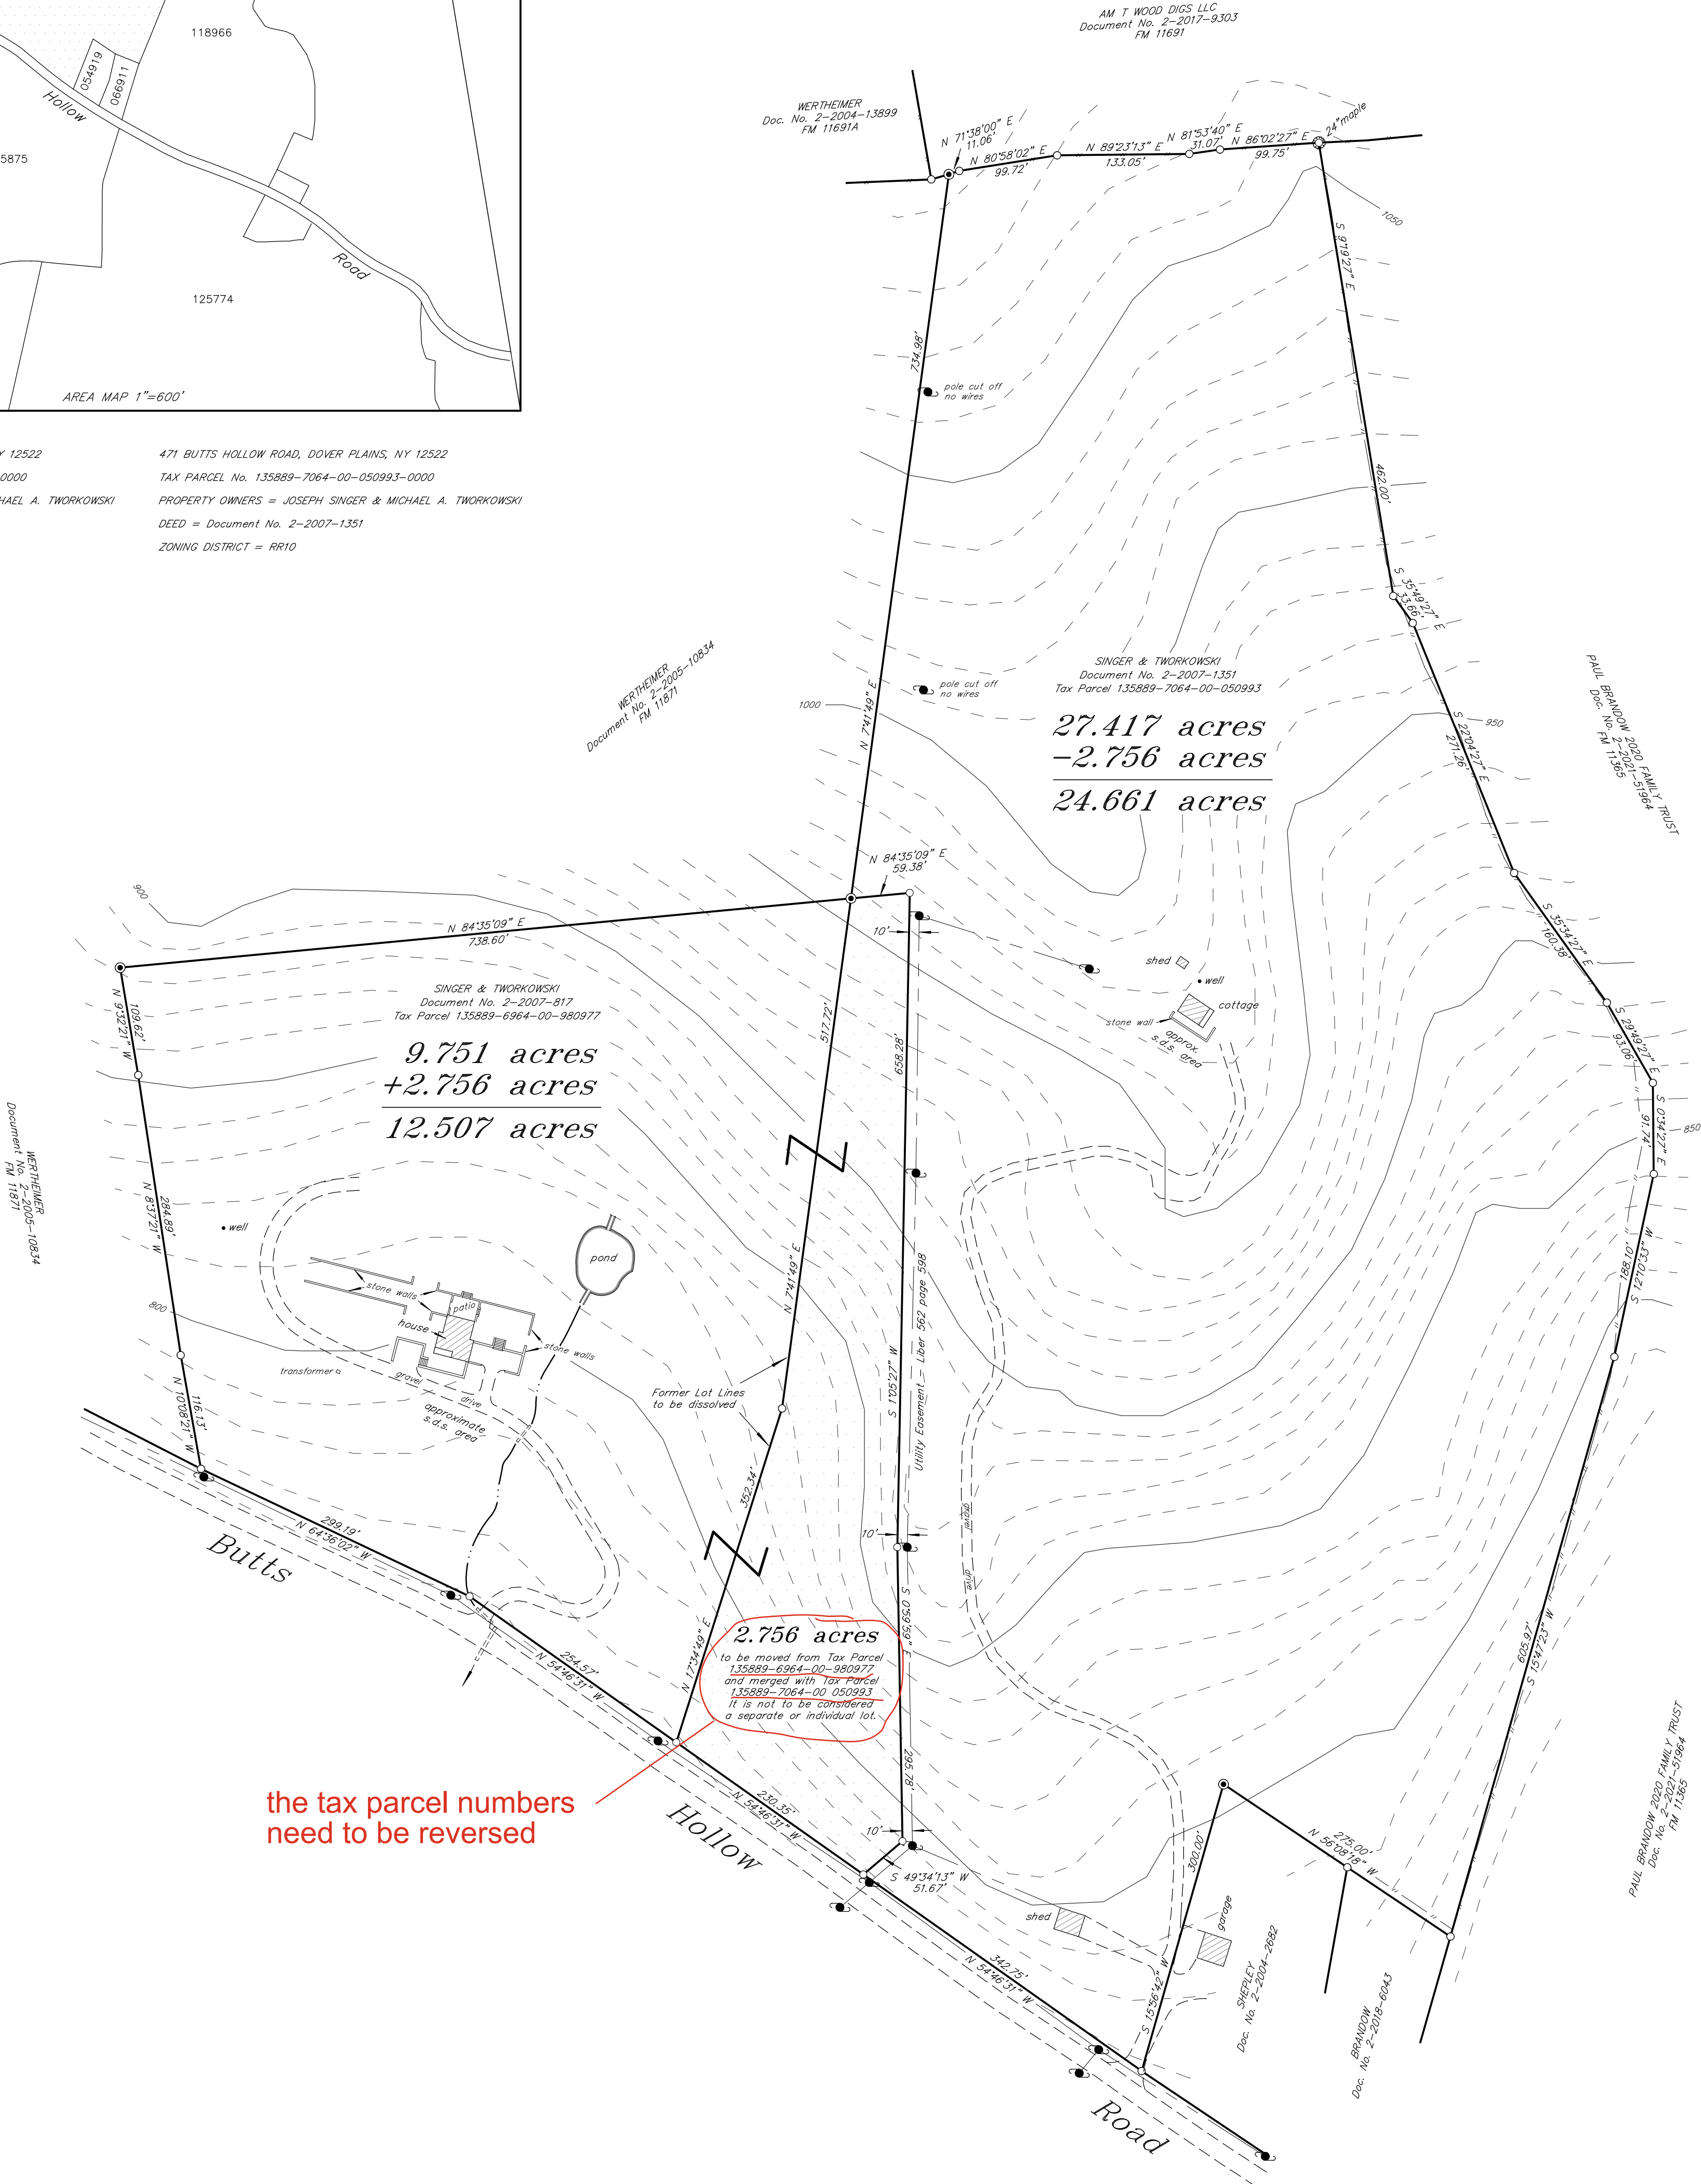 118966
054919
066911
Hollow
5875
Road
125774
AREA MAP 1"=600'
Y 12522
0000
HAEL A. TWORKOWSKI
471 BUTTS HOLLOW ROAD, DOVER PLAINS, NY 12522
TAX PARCEL No. 135889-7064-00-050993-0000
PROPERTY OWNERS = JOSEPH SINGER & MICHAEL A. TWORKOWSKI
DEED = Document No. 2-2007-1351
ZONING DISTRICT = RR10
AM T WOOD DIGS LLC
Document No. 2-2017-9303
FM 11691
WERTHEIMER
Doc. No. 2-2004-13899
FM 11691A
N 71°38'00" E
11.06'
N 80°58'02" E
99.72'
N 89°23'13" E
133.05'
N 81°53'40" E
31.07'
N 86°02'27" E
99.75'
24"maple
1050
S 9°19'27" E
462.00'
734.98'
N 7°41'49" E
pole cut off
no wires
pole cut off
no wires
S 35°49'27" E
33.66'
WERTHEIMER
Document No. 2-2005-10834
FM 11871
SINGER & TWORKOWSKI
Document No. 2-2007-1351
Tax Parcel 135889-7064-00-050993
27.417 acres
-2.756 acres
24.661 acres
1000
950
S 22°04'27" E
271.26'
PAUL BRANDOW 2020 FAMILY TRUST
Doc. No. 2-2021-51964
FM 11365
N 84°35'09" E
59.38'
900
N 84°35'09" E
738.60'
10'
S 35°34'27" E
160.38'
shed
well
cottage
stone wall
approx.
s.d.s. area
S 29°49'27" E
93.06'
S 0°34'27" E
91.74'
850
N 9°32'21" W
109.62'
SINGER & TWORKOWSKI
Document No. 2-2007-817
Tax Parcel 135889-6964-00-980977
9.751 acres
+2.756 acres
12.507 acres
517.72'
N 7°41'49" E
658.28'
S 1°05'27" W
Utility Easement - Liber 562 page 598
WERTHEIMER
Document No. 2-2005-10834
FM 11871
N 8°37'21" W
284.89'
well
pond
stone walls
patio
house
stone walls
800
transformer
gravel
drive
approximate
s.d.s. area
188.10'
S 12°10'33" W
Former Lot Lines
to be dissolved
N 10°08'21" W
116.13'
299.19'
N 64°36'02" W
Butts
352.34'
N 17°34'49" E
10'
gravel
drive
S 0°59'59" E
295.78'
254.57'
N 54°46'31" W
2.756 acres
to be moved from Tax Parcel
135889-6964-00-980977
and merged with Tax Parcel
135889-7064-00 050993
It is not to be considered
a separate or individual lot.
605.97'
S 15°47'23" W
the tax parcel numbers
need to be reversed
230.35'
N 54°46'31" W
Hollow
10'
S 49°34'13" W
51.67'
300.00'
S 15°56'42" W
275.00'
N 56°08'18" W
PAUL BRANDOW 2020 FAMILY TRUST
Doc. No. 2-2021-51964
FM 11365
shed
garage
342.75'
N 54°46'31" W
SHEPLEY
Doc. No. 2-2004-2682
BRANDOW
Doc. No. 2-2018-6043
Road